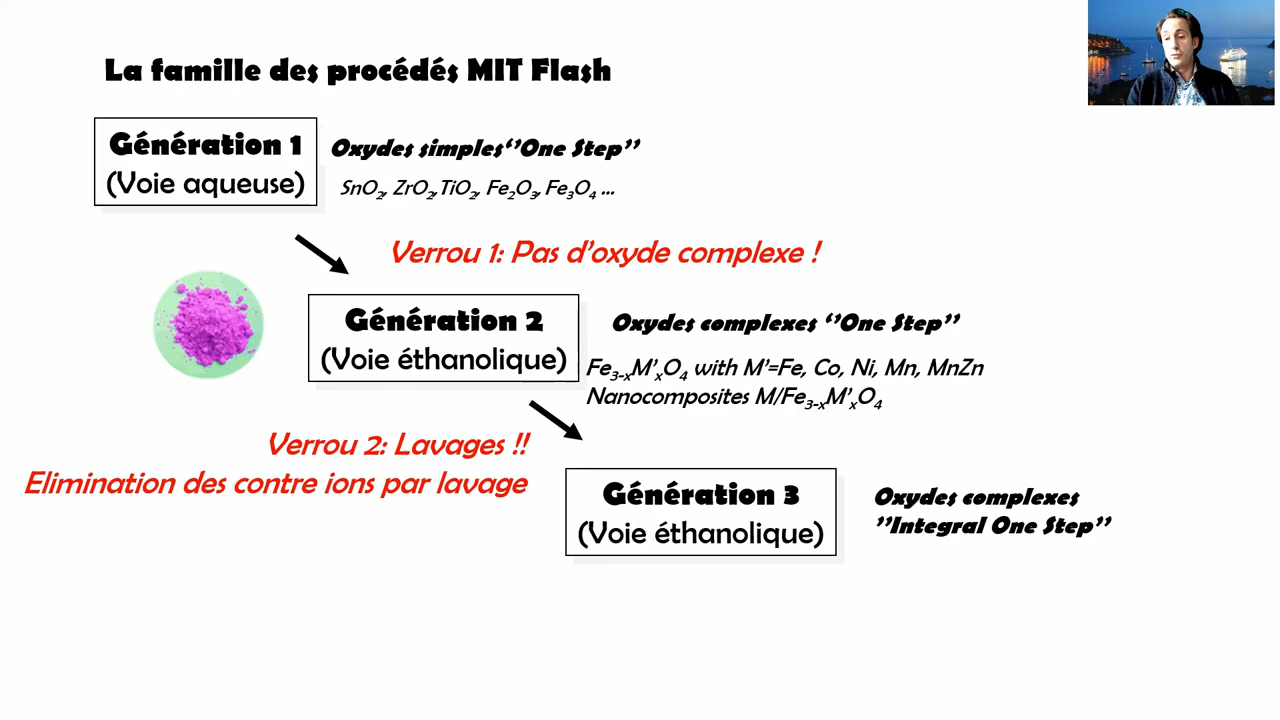 La famille des procédés MIT Flash
Génération 1
(Voie aqueuse)
Oxydes simples‘’One Step’’
SnO₂, ZrO₂,TiO₂, Fe₂O₃, Fe₃O₄ ...
Verrou 1: Pas d’oxyde complexe !
Génération 2
(Voie éthanolique)
Oxydes complexes ‘’One Step’’
Fe₃₋ₓM’ₓO₄ with M’=Fe, Co, Ni, Mn, MnZn
Nanocomposites M/Fe₃₋ₓM’ₓO₄
Verrou 2: Lavages !!
Elimination des contre ions par lavage
Génération 3
(Voie éthanolique)
Oxydes complexes
’’Integral One Step’’